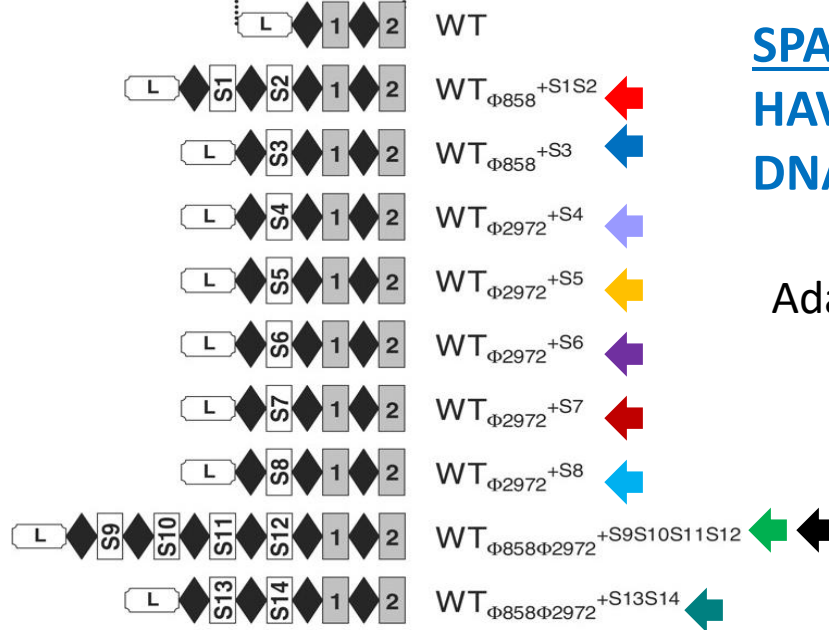 L 1 2 WT
L S1 S2 1 2 WTΦ858+S1S2
L S3 1 2 WTΦ858+S3
L S4 1 2 WTΦ2972+S4
L S5 1 2 WTΦ2972+S5
L S6 1 2 WTΦ2972+S6
L S7 1 2 WTΦ2972+S7
L S8 1 2 WTΦ2972+S8
L S9 S10 S11 S12 1 2 WTΦ858Φ2972+S9S10S11S12
L S13 S14 1 2 WTΦ858Φ2972+S13S14
SPA
HAV
DNA
Ada